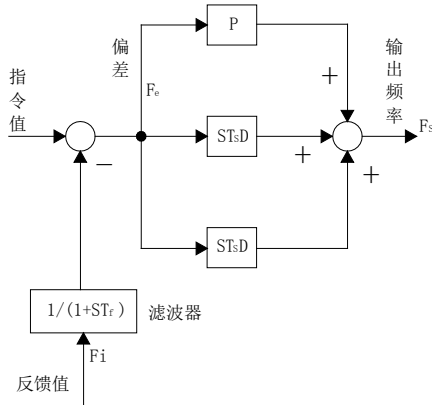 指令值
偏差
Fe
P
STsD
STsD
输出频率
Fs
+
+
+
−
1/(1+STf)
滤波器
Fi
反馈值